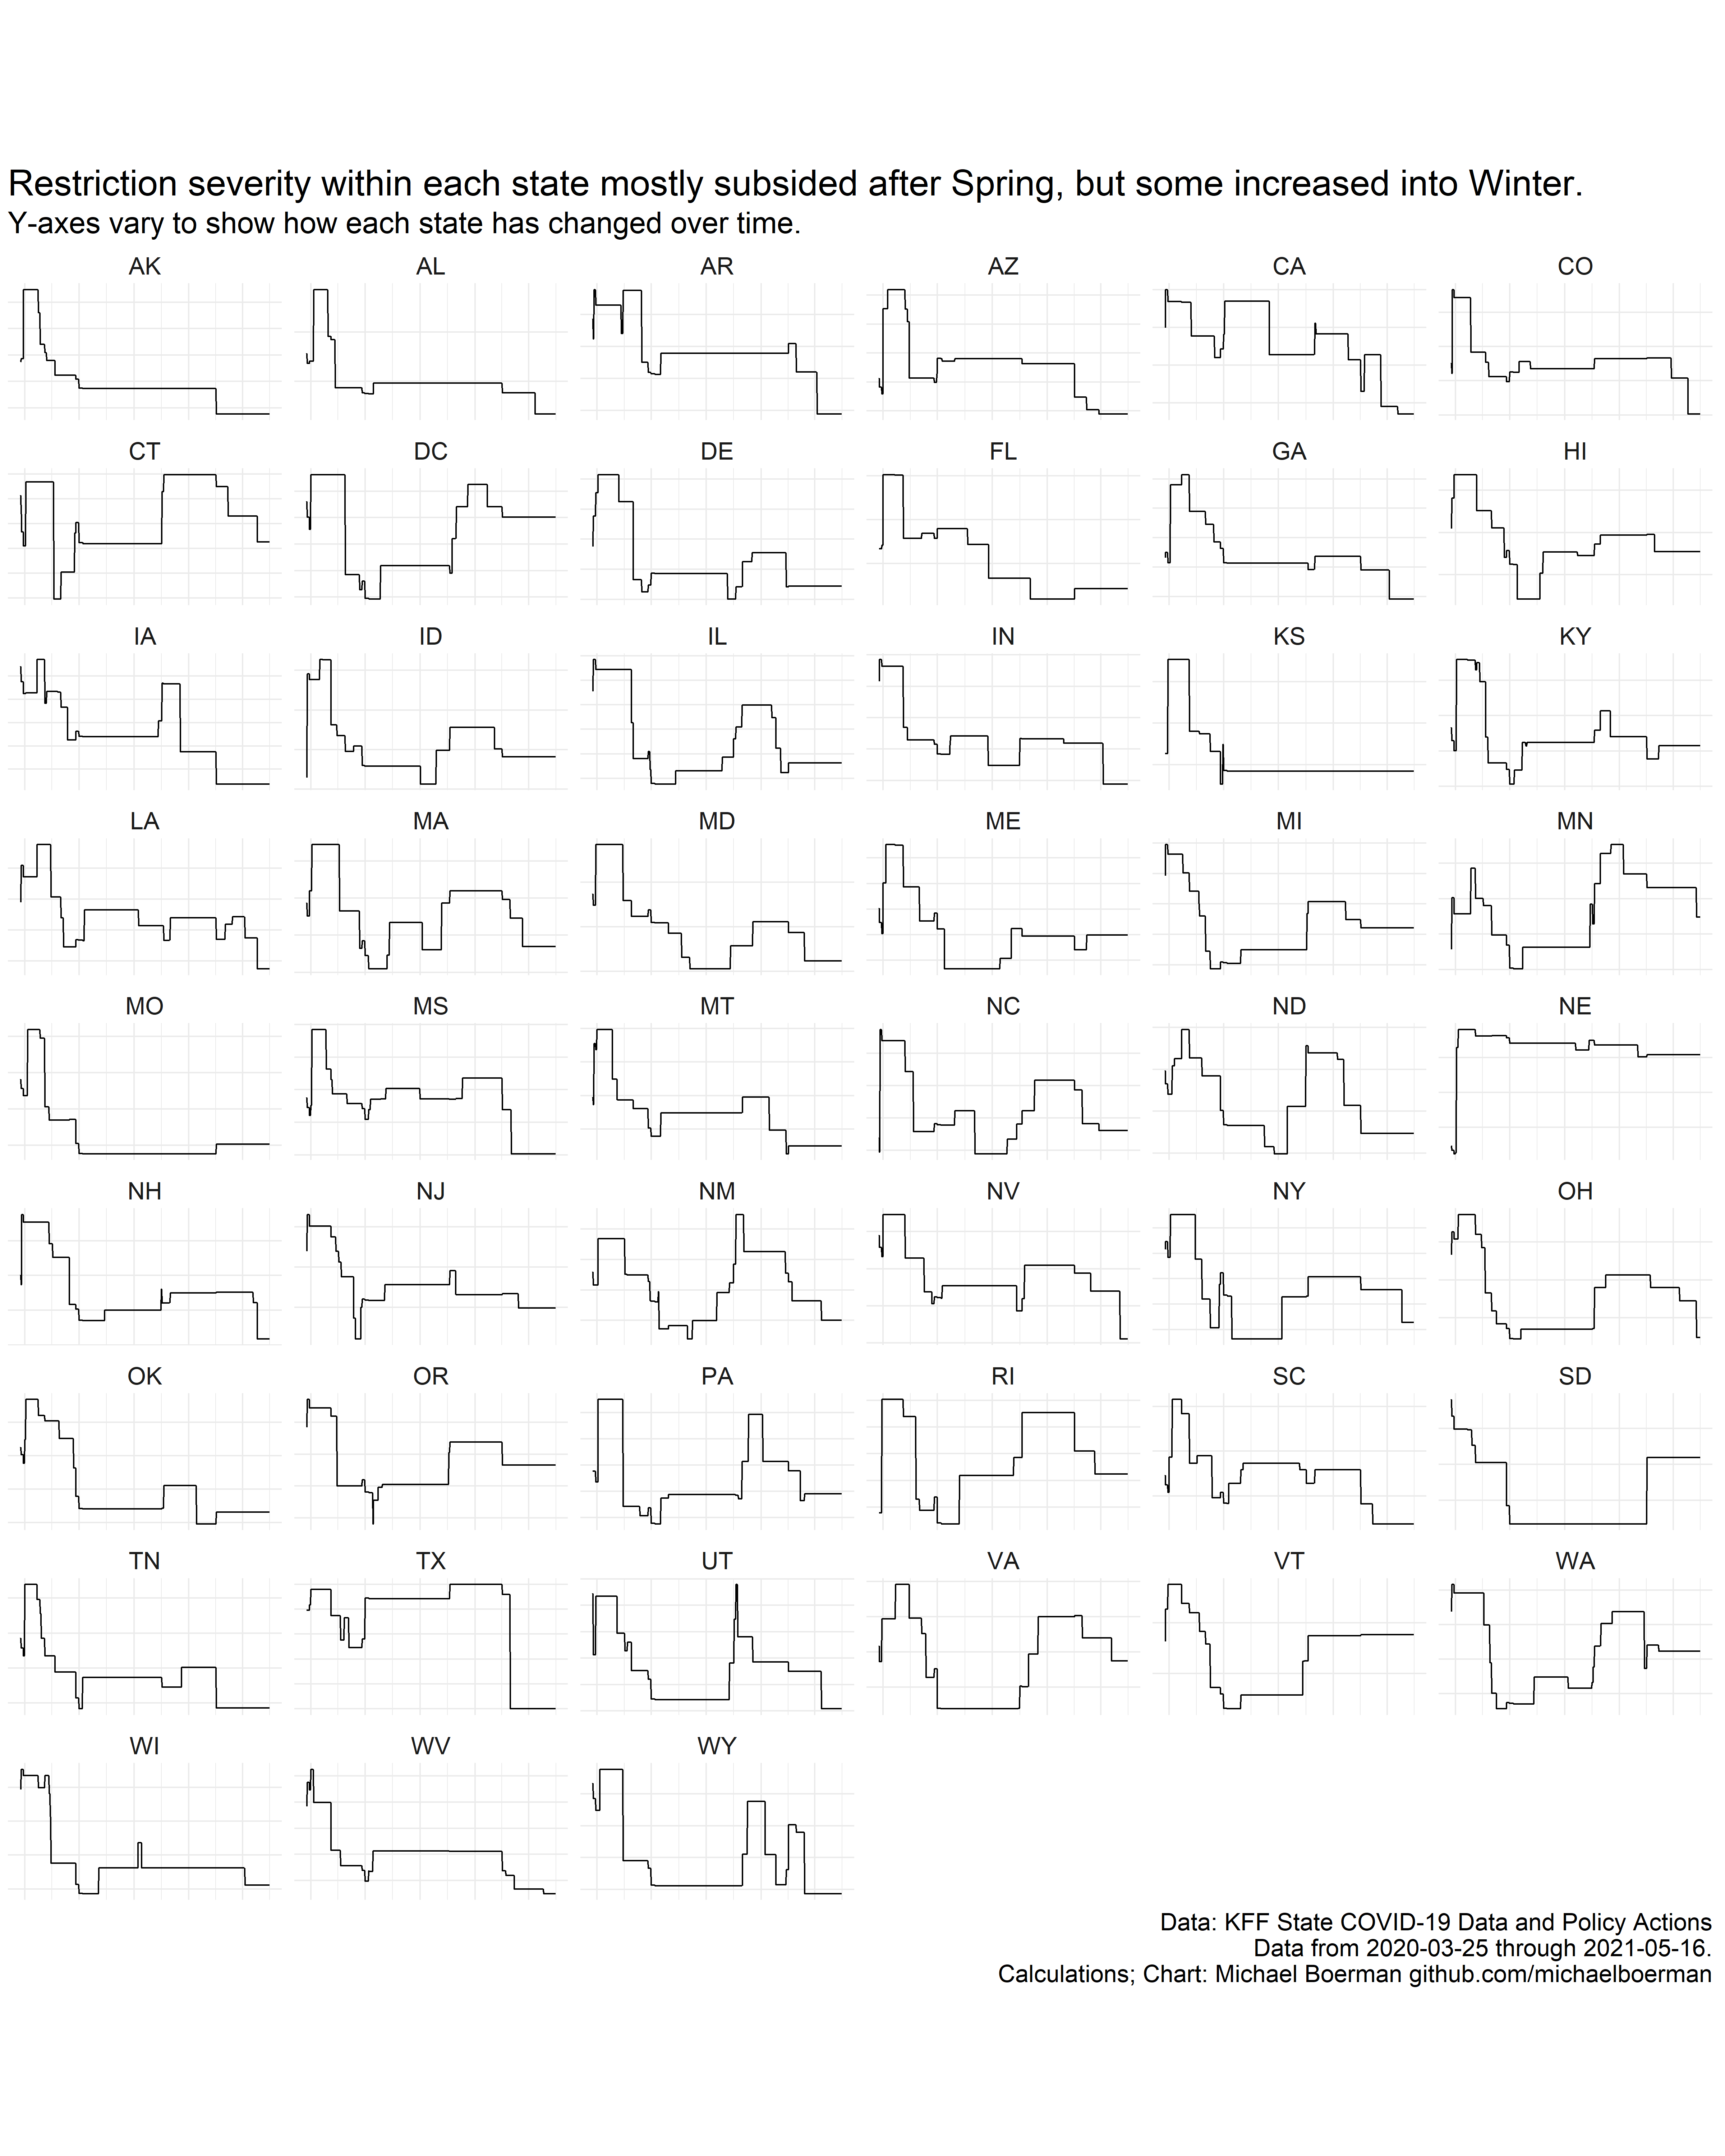 Restriction severity within each state mostly subsided after Spring, but some increased into Winter.
Y-axes vary to show how each state has changed over time.
AK AL AR AZ CA CO
CT DC DE FL GA HI
IA ID IL IN KS KY
LA MA MD ME MI MN
MO MS MT NC ND NE
NH NJ NM NV NY OH
OK OR PA RI SC SD
TN TX UT VA VT WA
WI WV WY
Data: KFF State COVID-19 Data and Policy Actions
Data from 2020-03-25 through 2021-05-16.
Calculations; Chart: Michael Boerman github.com/michaelboerman